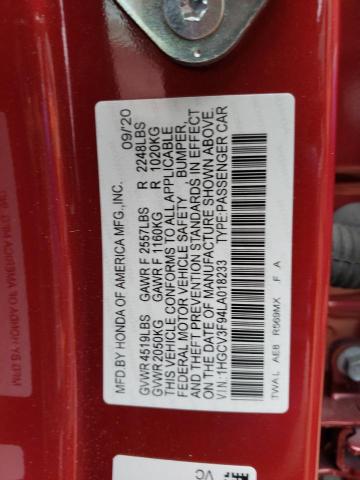 MFD BY HONDA OF AMERICA MFG.,INC. 09/20
GVWR 4519LBS GAWR F 2557LBS R 2248LBS
GVWR 2050KG GAWR F 1160KG R 1020KG
THIS VEHICLE CONFORMS TO ALL APPLICABLE
FEDERAL MOTOR VEHICLE SAFETY BUMPER,
AND THEFT PREVENTION STANDARDS IN EFFECT
ON THE DATE OF MANUFACTURE SHOWN ABOVE.
V.I.N. 1HGCV3F94LA018233 TYPE:PASSENGER CAR
TWAL AE8 R569MX F A
VC